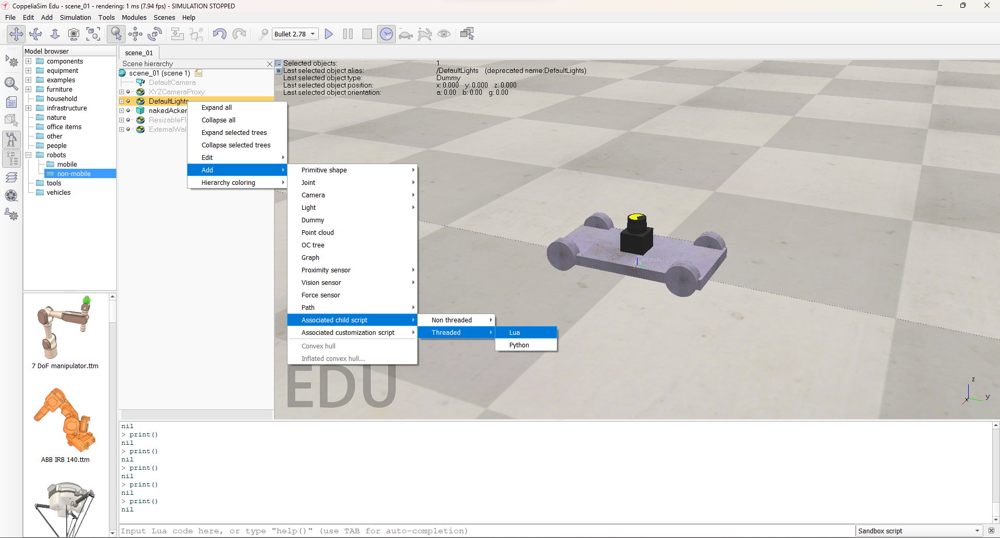 CoppeliaSim Edu - scene_01 - rendering: 1 ms (7.94 fps) - SIMULATION STOPPED
File Edit Add Simulation Tools Modules Scenes Help
Bullet 2.78
Model browser
components
equipment
examples
furniture
household
infrastructure
nature
office items
other
people
robots
mobile
non-mobile
tools
vehicles
7 DoF manipulator.ttm
ABB IRB 140.ttm
scene_01
Scene hierarchy
scene_01 (scene 1)
DefaultCamera
XYZCameraProxy
DefaultLights
nakedAcker
ResizableFl
ExternalWal
Expand all
Collapse all
Expand selected trees
Collapse selected trees
Edit
Add
Hierarchy coloring
Primitive shape
Joint
Camera
Light
Dummy
Point cloud
OC tree
Graph
Proximity sensor
Vision sensor
Force sensor
Path
Associated child script
Associated customization script
Convex hull
Inflated convex hull...
Non threaded
Threaded
Lua
Python
Selected objects: 1
Last selected object alias: /DefaultLights (deprecated name:DefaultLights)
Last selected object type: Dummy
Last selected object position: x: 0.000 y: 0.000 z: 0.000
Last selected object orientation: a: 0.00 b: 0.00 g: 0.00
DefaultLights
EDU
z
x
y
nil
> print()
nil
> print()
nil
> print()
nil
> print()
nil
> print()
nil
Input Lua code here, or type "help()" (use TAB for auto-completion)
Sandbox script